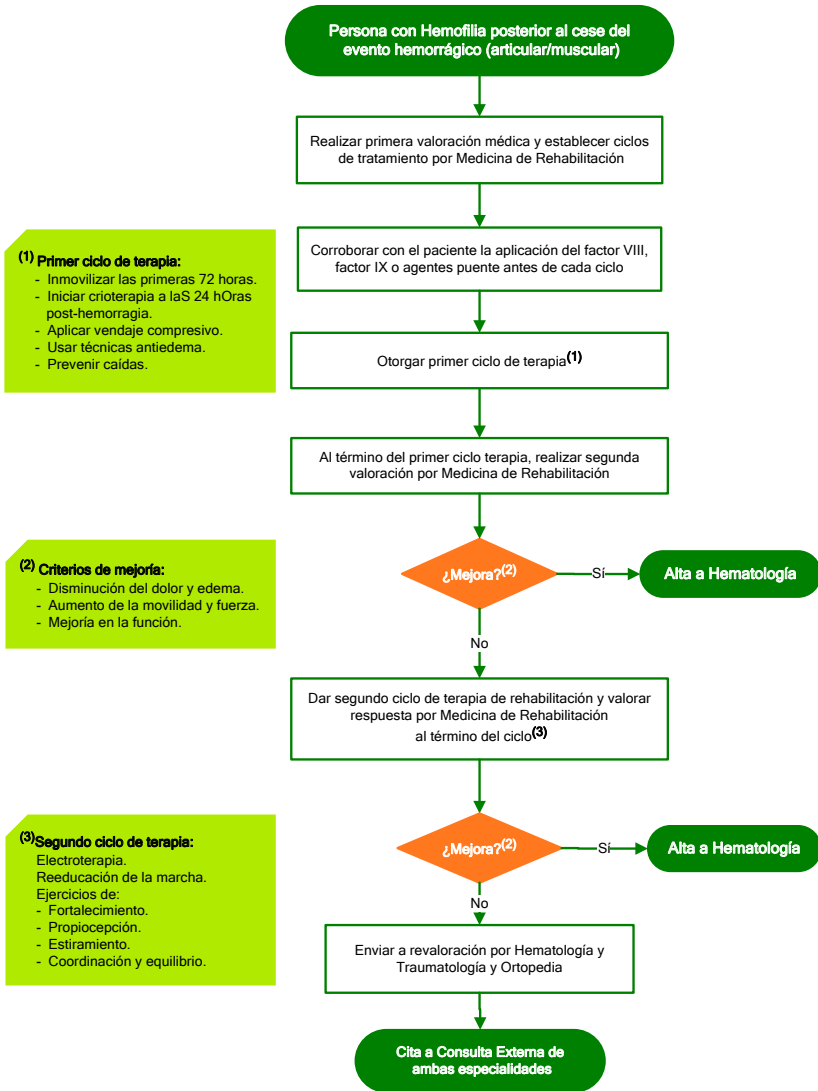 Persona con Hemofilia posterior al cese del
evento hemorrágico (articular/muscular)
Realizar primera valoración médica y establecer ciclos
de tratamiento por Medicina de Rehabilitación
Corroborar con el paciente la aplicación del factor VIII,
factor IX o agentes puente antes de cada ciclo
(1) Primer ciclo de terapia:
- Inmovilizar las primeras 72 horas.
- Iniciar crioterapia a laS 24 hOras
post-hemorragia.
- Aplicar vendaje compresivo.
- Usar técnicas antiedema.
- Prevenir caídas.
Otorgar primer ciclo de terapia(1)
Al término del primer ciclo terapia, realizar segunda
valoración por Medicina de Rehabilitación
(2) Criterios de mejoría:
- Disminución del dolor y edema.
- Aumento de la movilidad y fuerza.
- Mejoría en la función.
¿Mejora?(2)
Sí
Alta a Hematología
No
Dar segundo ciclo de terapia de rehabilitación y valorar
respuesta por Medicina de Rehabilitación
al término del ciclo(3)
(3)Segundo ciclo de terapia:
Electroterapia.
Reeducación de la marcha.
Ejercicios de:
- Fortalecimiento.
- Propiocepción.
- Estiramiento.
- Coordinación y equilibrio.
¿Mejora?(2)
Sí
Alta a Hematología
No
Enviar a revaloración por Hematología y
Traumatología y Ortopedia
Cita a Consulta Externa de
ambas especialidades